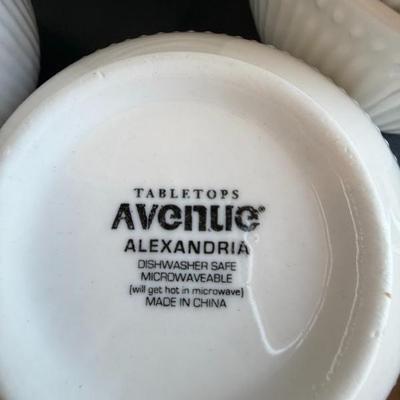 TABLETOPS
Avenue®
ALEXANDRIA
DISHWASHER SAFE
MICROWAVEABLE
(will get hot in microwave)
MADE IN CHINA